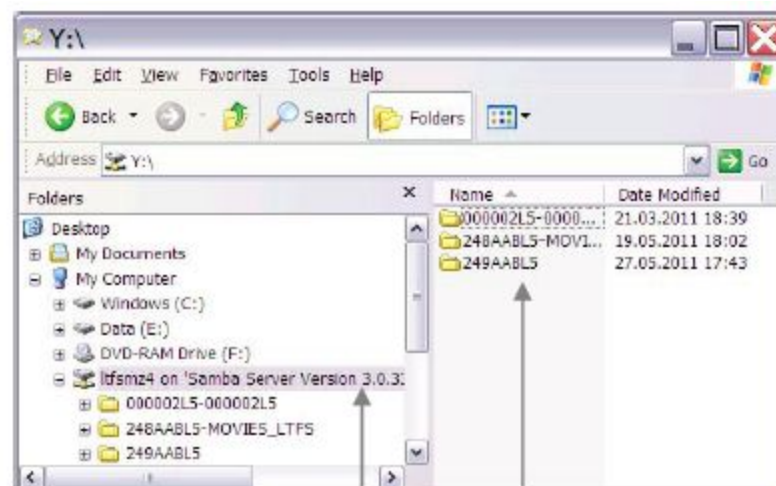 Y:\
File Edit View Favorites Tools Help
Back Search Folders
Address Y:\ Go
Folders
Desktop
My Documents
My Computer
Windows (C:)
Data (E:)
DVD-RAM Drive (F:)
ltfsmz4 on 'Samba Server Version 3.0.33
000002L5-000002L5
248AABL5-MOVIES_LTFS
249AABL5
Name Date Modified
000002L5-0000... 21.03.2011 18:39
248AABL5-MOVI... 19.05.2011 18:02
249AABL5 27.05.2011 17:43